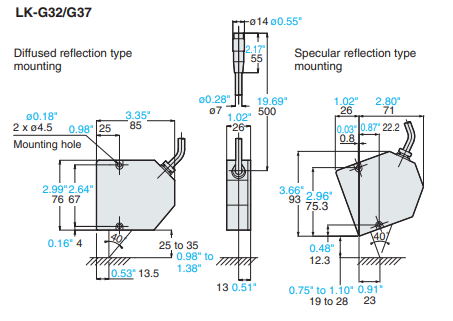 LK-G32/G37
ø14 ø0.55"
Diffused reflection type
mounting
2.17"
55
Specular reflection type
mounting
ø0.18"
2 x ø4.5
Mounting hole
0.98" 25
3.35"
85
ø0.28"
ø7
1.02"
26
19.69"
500
1.02"
26
2.80"
71
0.03"
0.8
0.87" 22.2
2.99" 2.64"
76 67
3.66"
93
2.96"
75.3
0.16" 4
40
25 to 35
0.98" to
1.38"
0.53" 13.5
13 0.51"
0.48"
12.3
40
0.75" to 1.10"
19 to 28
0.91"
23